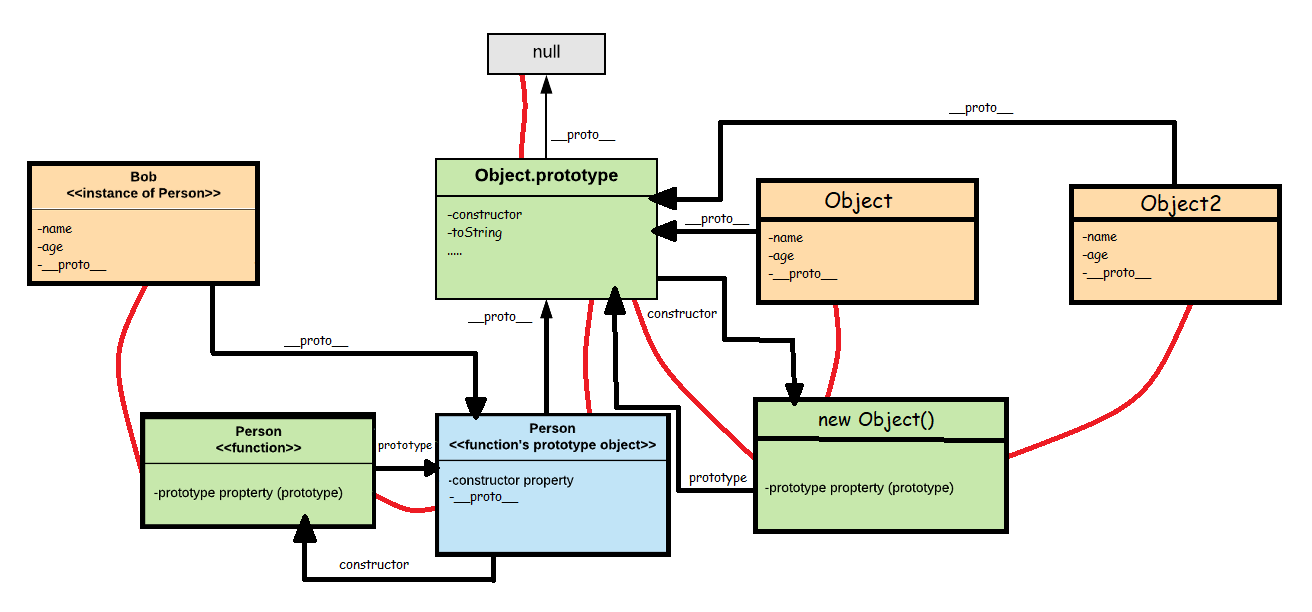 null
__proto__
__proto__
Object.prototype
-constructor
-toString
.....
Bob
<<instance of Person>>
-name
-age
-__proto__
__proto__
Object
-name
-age
-__proto__
Object2
-name
-age
-__proto__
__proto__
constructor
__proto__
Person
<<function>>
-prototype propterty (prototype)
prototype
Person
<<function's prototype object>>
-constructor property
-__proto__
new Object()
-prototype propterty (prototype)
prototype
constructor